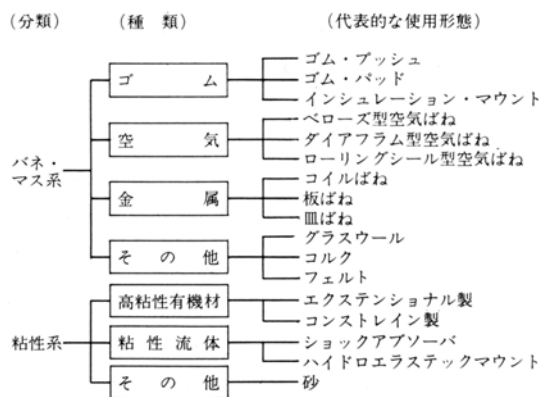 (分類) (種 類) (代表的な使用形態)
ゴム・プッシュ
ゴ ム ゴム・パッド
インシュレーション・マウント
ベローズ型空気ばね
空 気 ダイアフラム型空気ばね
バネ・ ローリングシール型空気ばね
マス系 コイルばね
金 属 板ばね
皿ばね
グラスウール
そ の 他 コルク
フェルト
高粘性有機材 エクステンショナル製
コンストレイン製
粘性系 粘 性 流 体 ショックアブソーバ
ハイドロエラステックマウント
そ の 他 砂